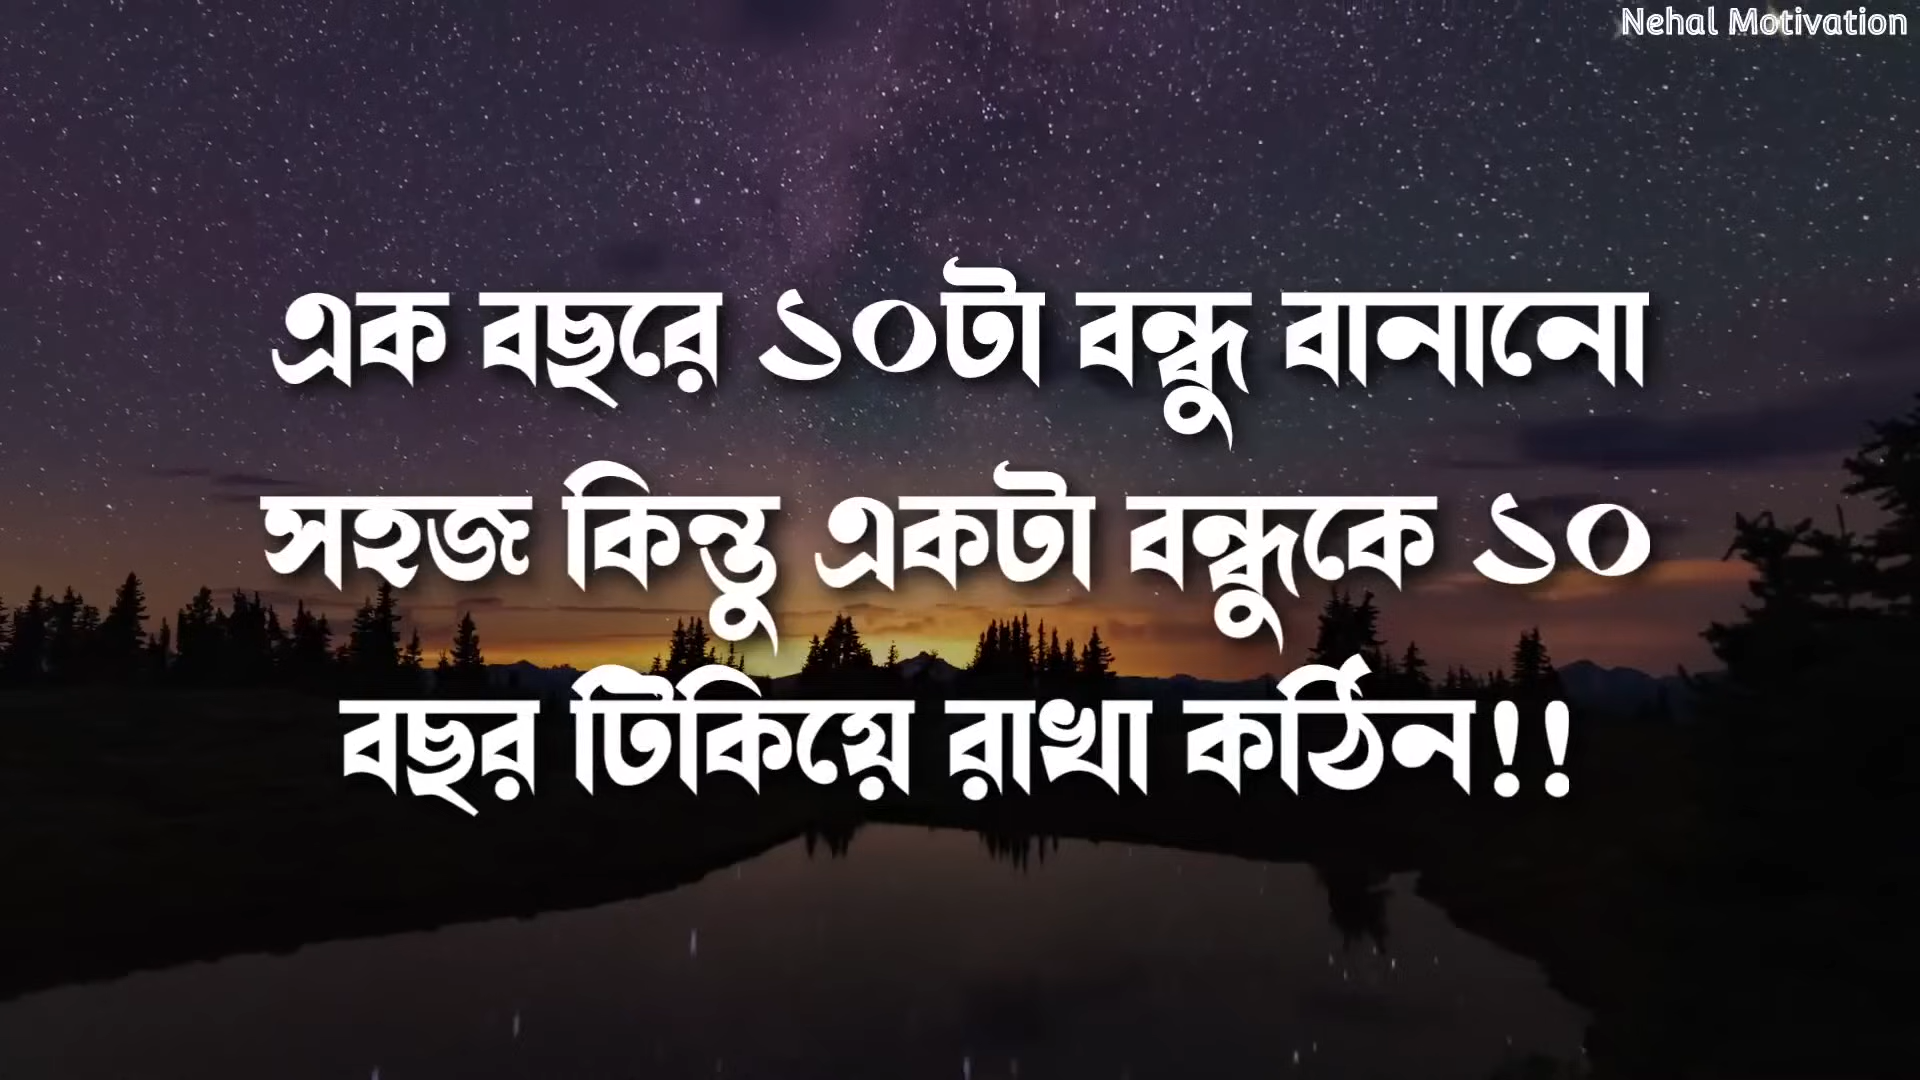 Nehal Motivation
এক বছরে ১০টা বন্ধু বানানো
সহজ কিন্তু একটা বন্ধুকে ১০
বছর টিকিয়ে রাখা কঠিন!!